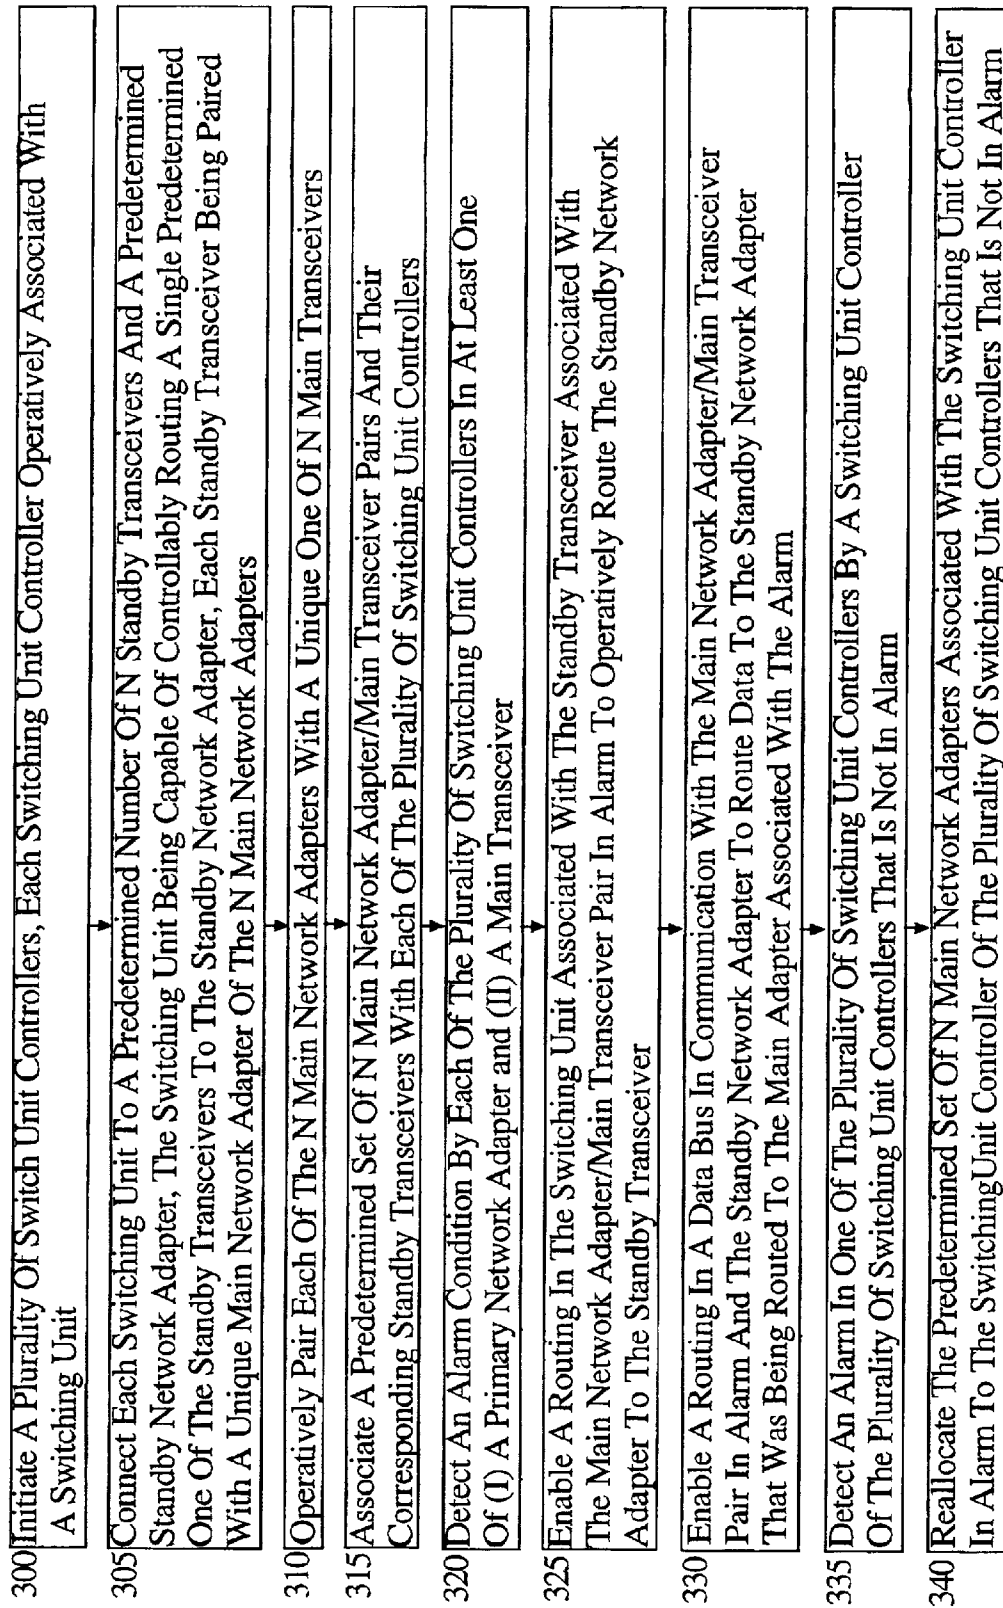 300 Initiate A Plurality Of Switch Unit Controllers, Each Switching Unit Controller Operatively Associated With
A Switching Unit
305 Connect Each Switching Unit To A Predetermined Number Of N Standby Transceivers And A Predetermined
Standby Network Adapter, The Switching Unit Being Capable Of Controllably Routing A Single Predetermined
One Of The Standby Transceivers To The Standby Network Adapter, Each Standby Transceiver Being Paired
With A Unique Main Network Adapter Of The N Main Network Adapters
310 Operatively Pair Each Of The N Main Network Adapters With A Unique One Of N Main Transceivers
315 Associate A Predetermined Set Of N Main Network Adapter/Main Transceiver Pairs And Their
Corresponding Standby Transceivers With Each Of The Plurality Of Switching Unit Controllers
320 Detect An Alarm Condition By Each Of The Plurality Of Switching Unit Controllers In At Least One
Of (I) A Primary Network Adapter and (II) A Main Transceiver
325 Enable A Routing In The Switching Unit Associated With The Standby Transceiver Associated With
The Main Network Adapter/Main Transceiver Pair In Alarm To Operatively Route The Standby Network
Adapter To The Standby Transceiver
330 Enable A Routing In A Data Bus In Communication With The Main Network Adapter/Main Transceiver
Pair In Alarm And The Standby Network Adapter To Route Data To The Standby Network Adapter
That Was Being Routed To The Main Adapter Associated With The Alarm
335 Detect An Alarm In One Of The Plurality Of Switching Unit Controllers By A Switching Unit Controller
Of The Plurality Of Switching Unit Controllers That Is Not In Alarm
340 Reallocate The Predetermined Set Of N Main Network Adapters Associated With The Switching Unit Controller
In Alarm To The SwitchingUnit Controller Of The Plurality Of Switching Unit Controllers That Is Not In Alarm